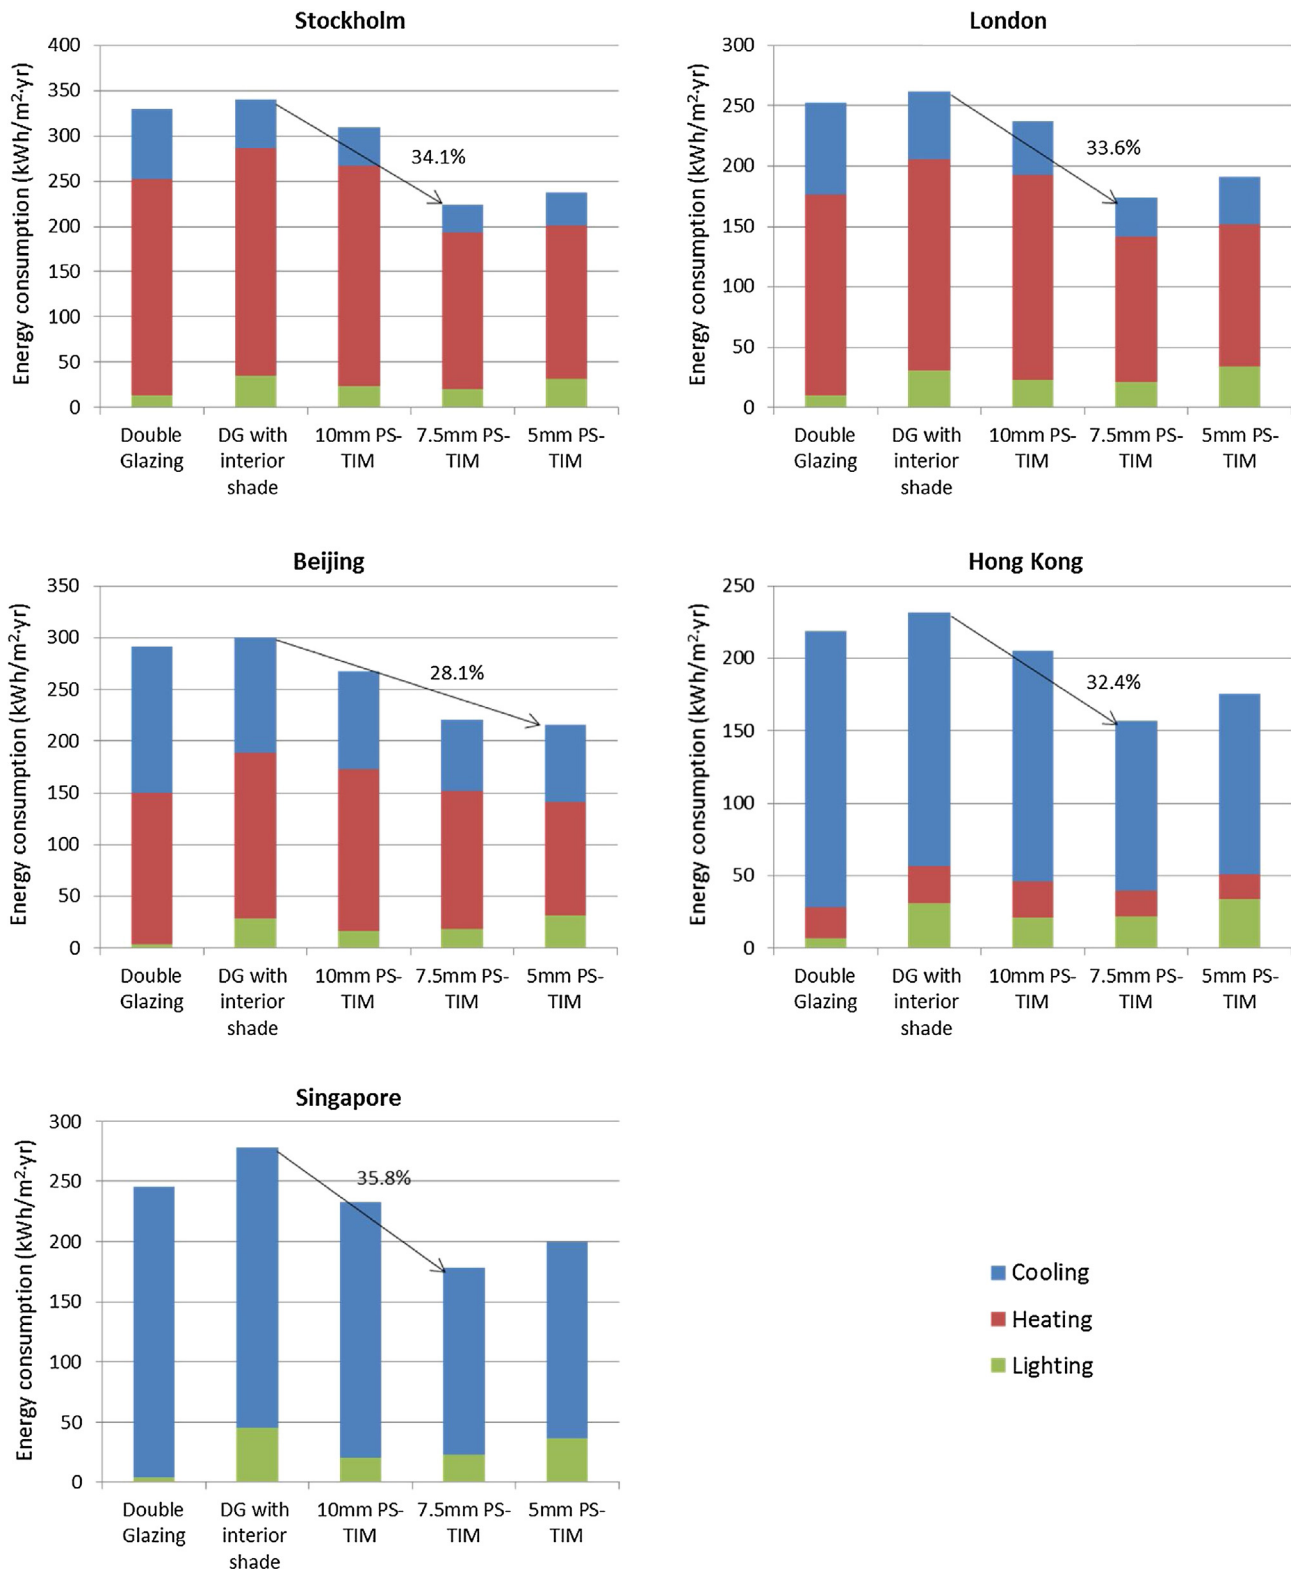 Stockholm
Energy consumption (kWh/m²·yr)
400
350
300
250
200
150
100
50
0
34.1%
Double Glazing
DG with interior shade
10mm PS-TIM
7.5mm PS-TIM
5mm PS-TIM
London
Energy consumption (kWh/m²·yr)
300
250
200
150
100
50
0
33.6%
Double Glazing
DG with interior shade
10mm PS-TIM
7.5mm PS-TIM
5mm PS-TIM
Beijing
Energy consumption (kWh/m²·yr)
350
300
250
200
150
100
50
0
28.1%
Double Glazing
DG with interior shade
10mm PS-TIM
7.5mm PS-TIM
5mm PS-TIM
Hong Kong
Energy consumption (kWh/m²·yr)
250
200
150
100
50
0
32.4%
Double Glazing
DG with interior shade
10mm PS-TIM
7.5mm PS-TIM
5mm PS-TIM
Singapore
Energy consumption (kWh/m²·yr)
300
250
200
150
100
50
0
35.8%
Double Glazing
DG with interior shade
10mm PS-TIM
7.5mm PS-TIM
5mm PS-TIM
Cooling
Heating
Lighting